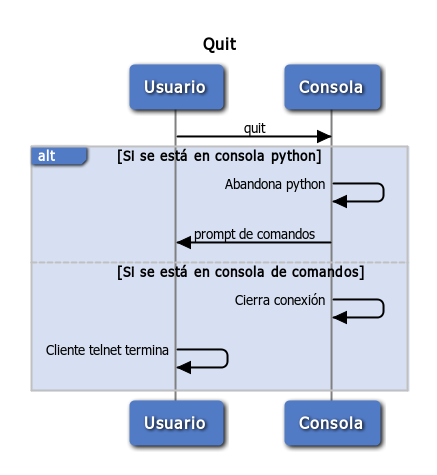 Quit
Usuario
Consola
quit
alt
[SI se está en consola python]
Abandona python
prompt de comandos
[SI se está en consola de comandos]
Cierra conexión
Cliente telnet termina
Usuario
Consola